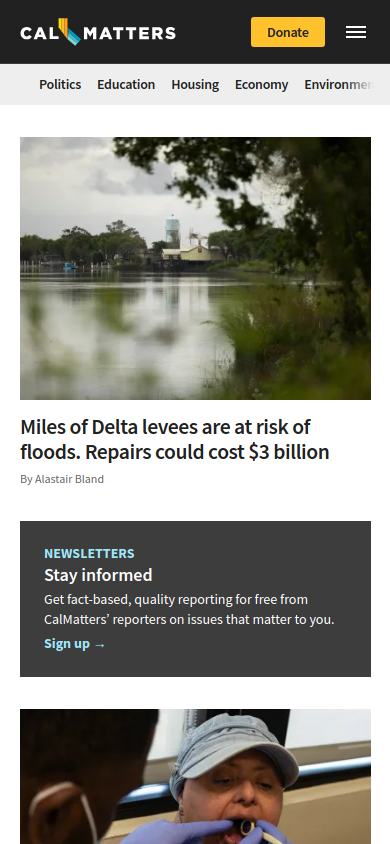 CAL MATTERS
Donate
Politics Education Housing Economy
Miles of Delta levees are at risk of
floods. Repairs could cost $3 billion
By Alastair Bland
NEWSLETTERS
Stay informed
Get fact-based, quality reporting for free from
CalMatters’ reporters on issues that matter to you.
Sign up →